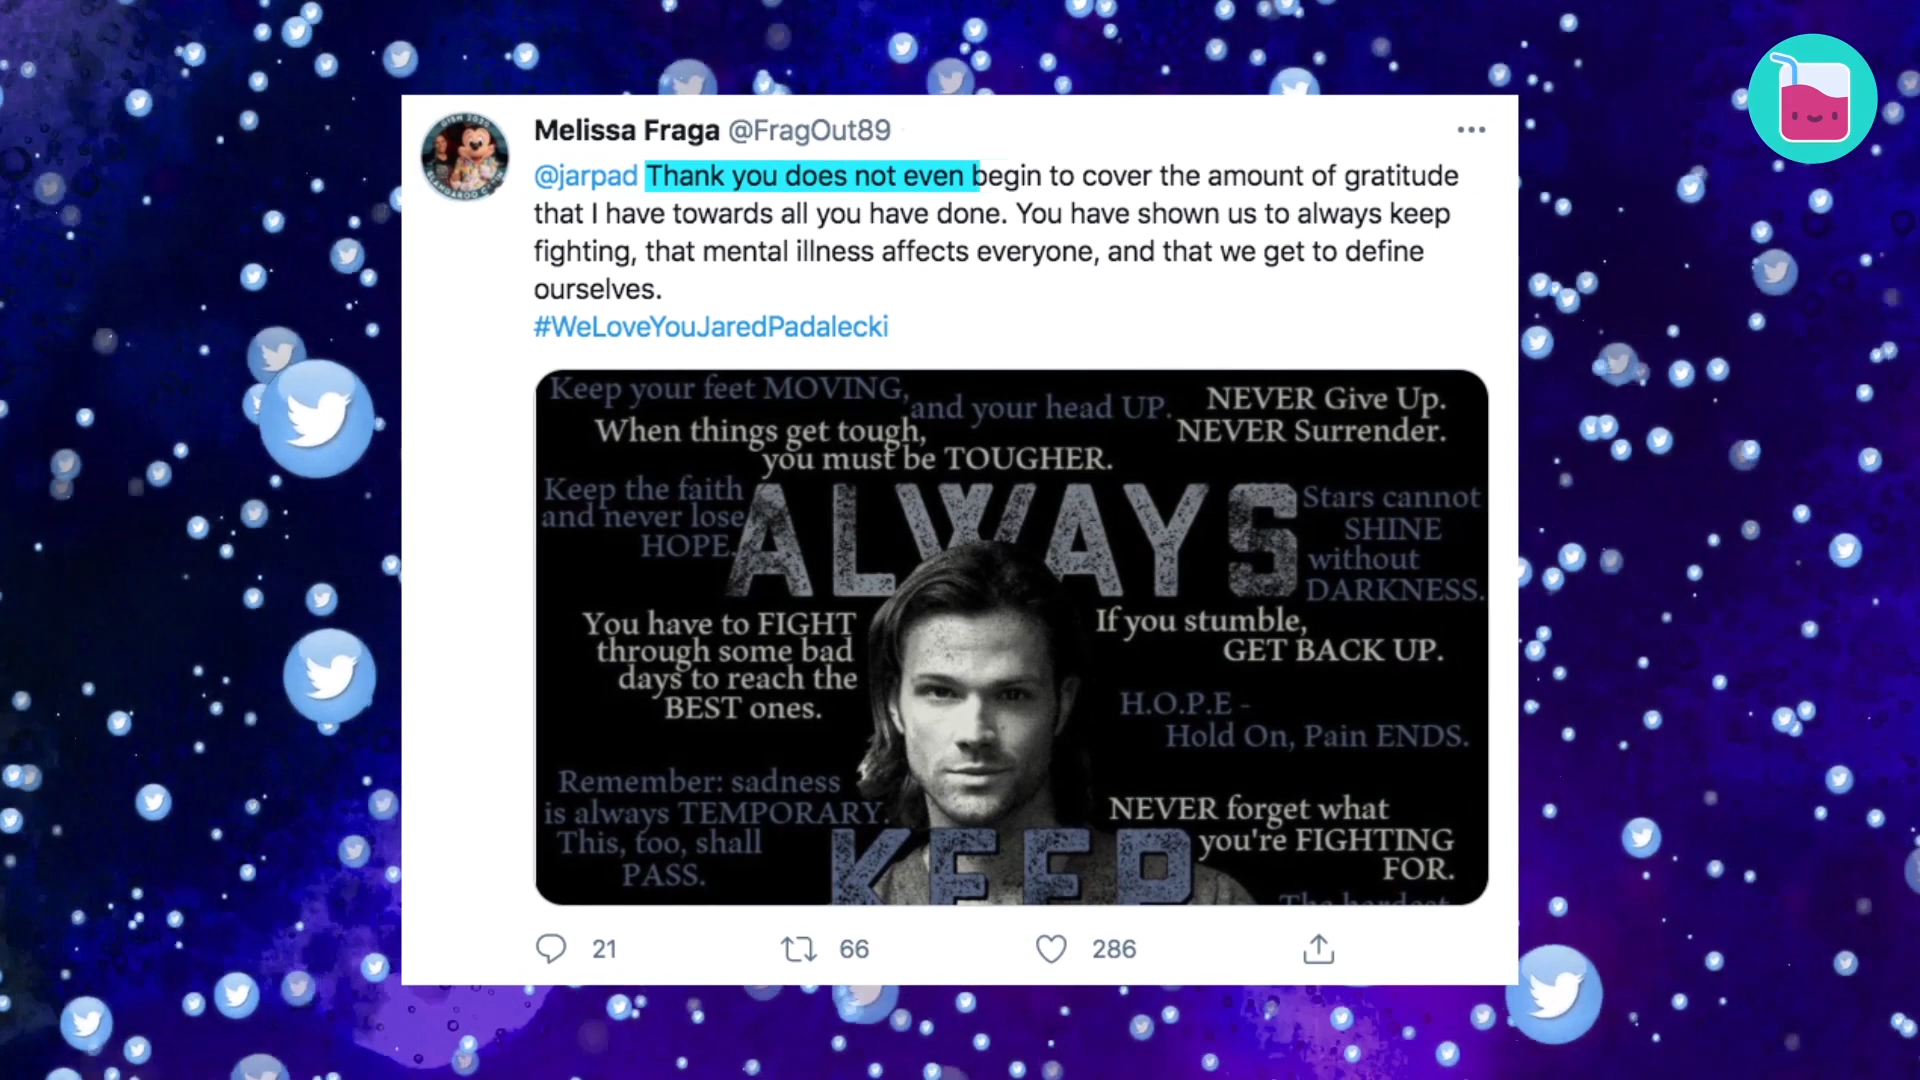 Melissa Fraga @FragOut89
@jarpad Thank you does not even begin to cover the amount of gratitude
that I have towards all you have done. You have shown us to always keep
fighting, that mental illness affects everyone, and that we get to define
ourselves.
#WeLoveYouJaredPadalecki
Keep your feet MOVING,
and your head UP.
When things get tough,
you must be TOUGHER.
NEVER Give Up.
NEVER Surrender.
Keep the faith
and never lose
HOPE.
ALWAYS
Stars cannot
SHINE
without
DARKNESS.
You have to FIGHT
through some bad
days to reach the
BEST ones.
If you stumble,
GET BACK UP.
H.O.P.E -
Hold On, Pain ENDS.
Remember: sadness
is always TEMPORARY.
This, too, shall
PASS.
NEVER forget what
you're FIGHTING
FOR.
KEEP
The hardest
21
66
286